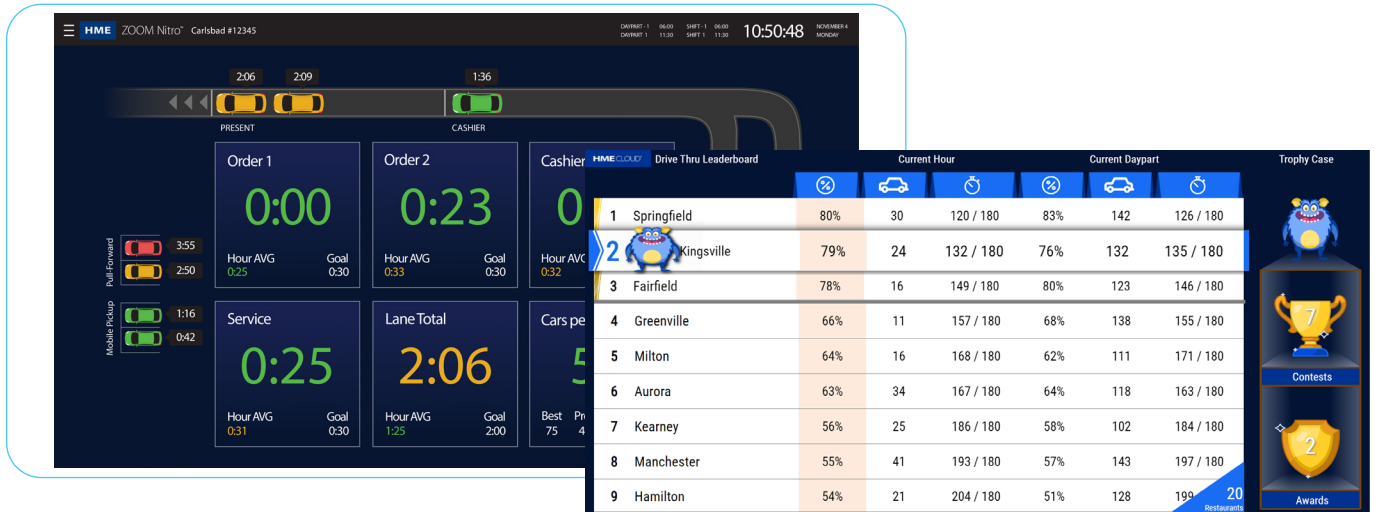 HME ZOOM Nitro™ Carlsbad #12345
DAYPART - 1 06:00 SHIFT - 1 06:00
DAYPART 1 11:30 SHIFT 1 11:30
10:50:48
NOVEMBER 4
MONDAY
2:06 2:09 1:36
PRESENT CASHIER
Order 1
0:00
Hour AVG Goal
0:25 0:30
Order 2
0:23
Hour AVG Goal
0:33 0:30
Cashier
0
Hour AVG
0:32
Pull-Forward
3:55
2:50
Mobile Pickup
1:16
0:42
Service
0:25
Hour AVG Goal
0:31 0:30
Lane Total
2:06
Hour AVG Goal
1:25 2:00
Cars pe
5
Best Pr
75 4
HME CLOUD® Drive Thru Leaderboard Current Hour Current Daypart Trophy Case
1 Springfield 80% 30 120 / 180 83% 142 126 / 180
2 Kingsville 79% 24 132 / 180 76% 132 135 / 180
3 Fairfield 78% 16 149 / 180 80% 123 146 / 180
4 Greenville 66% 11 157 / 180 68% 138 155 / 180
5 Milton 64% 16 168 / 180 62% 111 171 / 180
6 Aurora 63% 34 167 / 180 64% 118 163 / 180
7 Kearney 56% 25 186 / 180 58% 102 184 / 180
8 Manchester 55% 41 193 / 180 57% 143 197 / 180
9 Hamilton 54% 21 204 / 180 51% 128 199
20
Restaurants
7
Contests
2
Awards